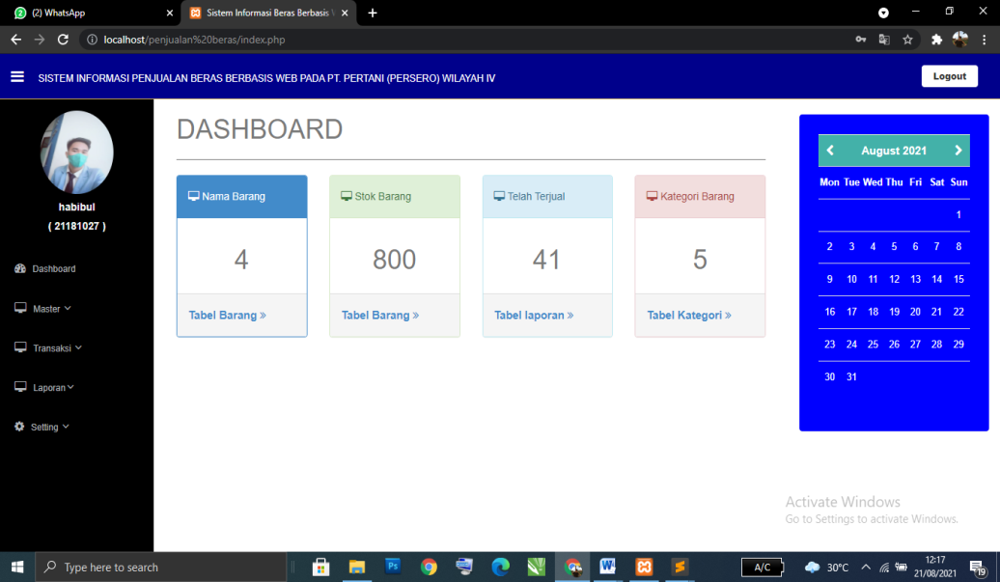 (2) WhatsApp
Sistem Informasi Beras Berbasis
localhost/penjualan%20beras/index.php
SISTEM INFORMASI PENJUALAN BERAS BERBASIS WEB PADA PT. PERTANI (PERSERO) WILAYAH IV
Logout
habibul
( 21181027 )
Dashboard
Master
Transaksi
Laporan
Setting
DASHBOARD
Nama Barang
4
Tabel Barang »
Stok Barang
800
Tabel Barang »
Telah Terjual
41
Tabel laporan »
Kategori Barang
5
Tabel Kategori »
August 2021
Mon Tue Wed Thu Fri Sat Sun
1
2 3 4 5 6 7 8
9 10 11 12 13 14 15
16 17 18 19 20 21 22
23 24 25 26 27 28 29
30 31
Activate Windows
Go to Settings to activate Windows.
Type here to search
Ps
W
S
A/C
30°C
12:17
21/08/2021
19